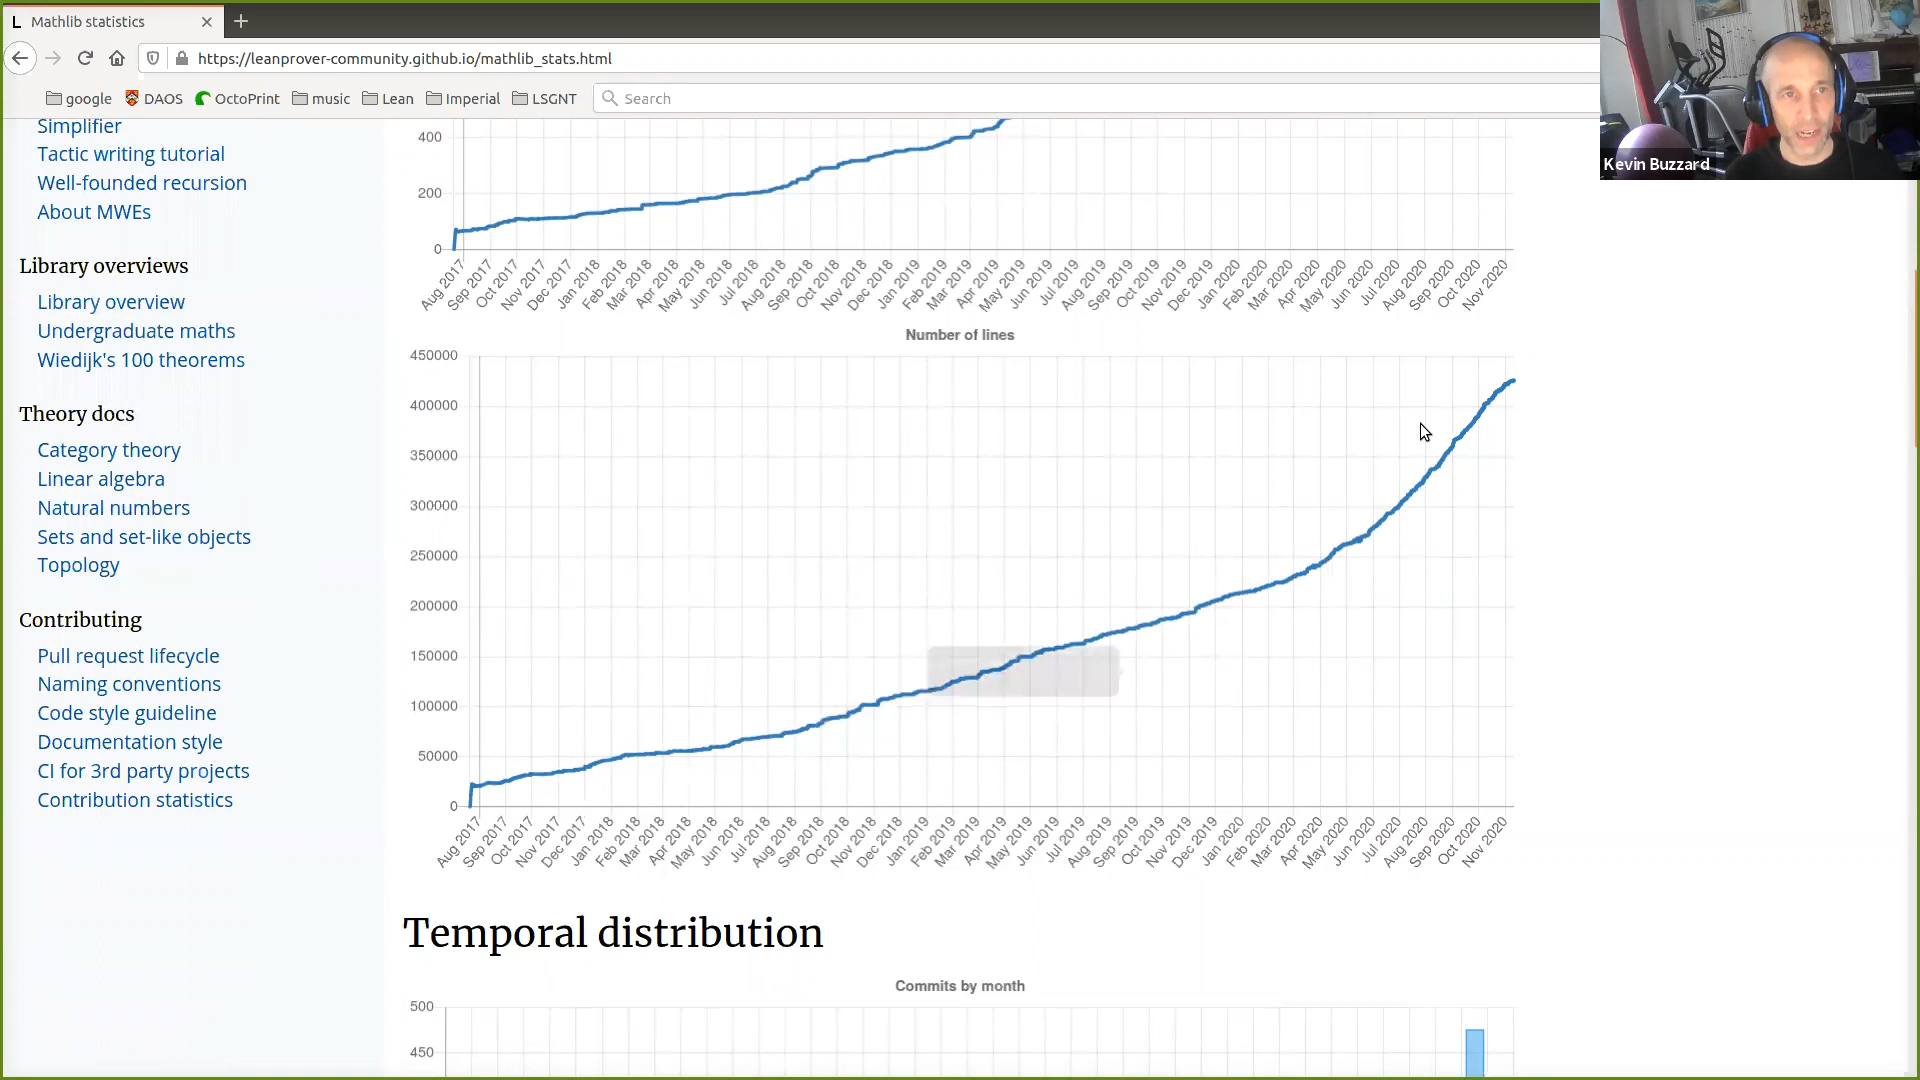 L Mathlib statistics
https://leanprover-community.github.io/mathlib_stats.html
google DAOS OctoPrint music Lean Imperial LSGNT Search
Kevin Buzzard
Simplifier
Tactic writing tutorial
Well-founded recursion
About MWEs
Library overviews
Library overview
Undergraduate maths
Wiedijk's 100 theorems
Theory docs
Category theory
Linear algebra
Natural numbers
Sets and set-like objects
Topology
Contributing
Pull request lifecycle
Naming conventions
Code style guideline
Documentation style
CI for 3rd party projects
Contribution statistics
400
200
0
Aug 2017 Sep 2017 Oct 2017 Nov 2017 Dec 2017 Jan 2018 Feb 2018 Mar 2018 Apr 2018 May 2018 Jun 2018 Jul 2018 Aug 2018 Sep 2018 Oct 2018 Nov 2018 Dec 2018 Jan 2019 Feb 2019 Mar 2019 Apr 2019 May 2019 Jun 2019 Jul 2019 Aug 2019 Sep 2019 Oct 2019 Nov 2019 Dec 2019 Jan 2020 Feb 2020 Mar 2020 Apr 2020 May 2020 Jun 2020 Jul 2020 Aug 2020 Sep 2020 Oct 2020 Nov 2020
Number of lines
450000
400000
350000
300000
250000
200000
150000
100000
50000
0
Aug 2017 Sep 2017 Oct 2017 Nov 2017 Dec 2017 Jan 2018 Feb 2018 Mar 2018 Apr 2018 May 2018 Jun 2018 Jul 2018 Aug 2018 Sep 2018 Oct 2018 Nov 2018 Dec 2018 Jan 2019 Feb 2019 Mar 2019 Apr 2019 May 2019 Jun 2019 Jul 2019 Aug 2019 Sep 2019 Oct 2019 Nov 2019 Dec 2019 Jan 2020 Feb 2020 Mar 2020 Apr 2020 May 2020 Jun 2020 Jul 2020 Aug 2020 Sep 2020 Oct 2020 Nov 2020
Temporal distribution
Commits by month
500
450